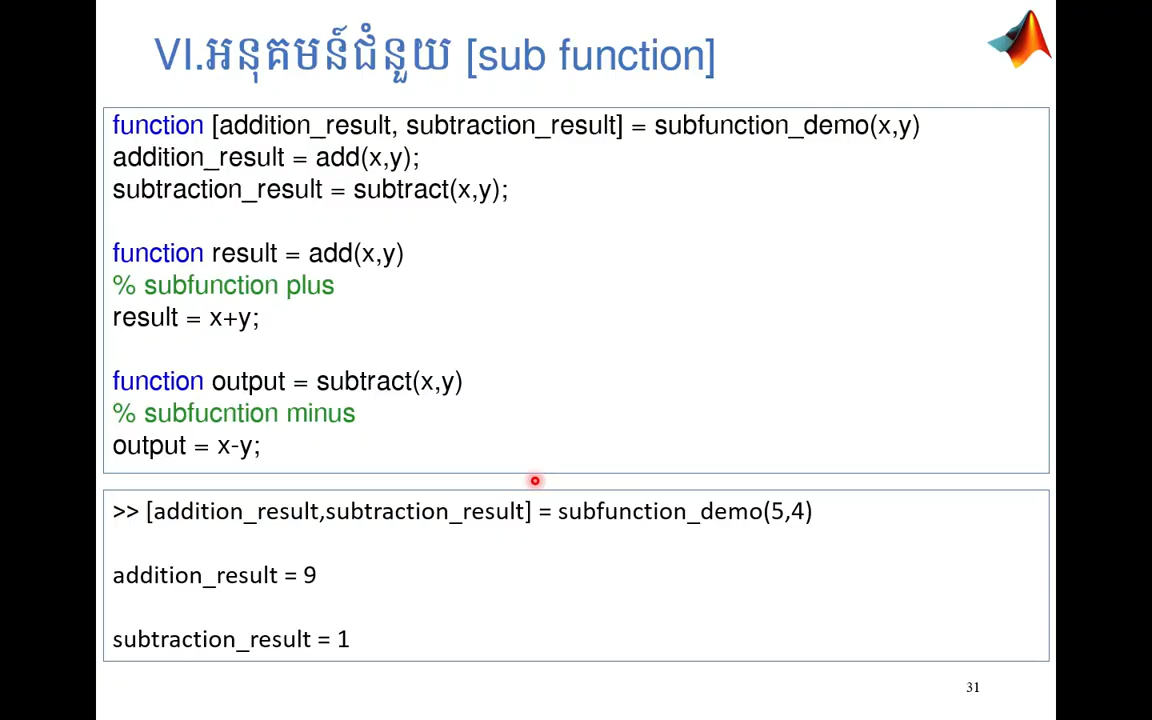 VI.អនុគមន៍ជំនួយ [sub function]
function [addition_result, subtraction_result] = subfunction_demo(x,y)
addition_result = add(x,y);
subtraction_result = subtract(x,y);
function result = add(x,y)
% subfunction plus
result = x+y;
function output = subtract(x,y)
% subfucntion minus
output = x-y;
>> [addition_result,subtraction_result] = subfunction_demo(5,4)
addition_result = 9
subtraction_result = 1
31